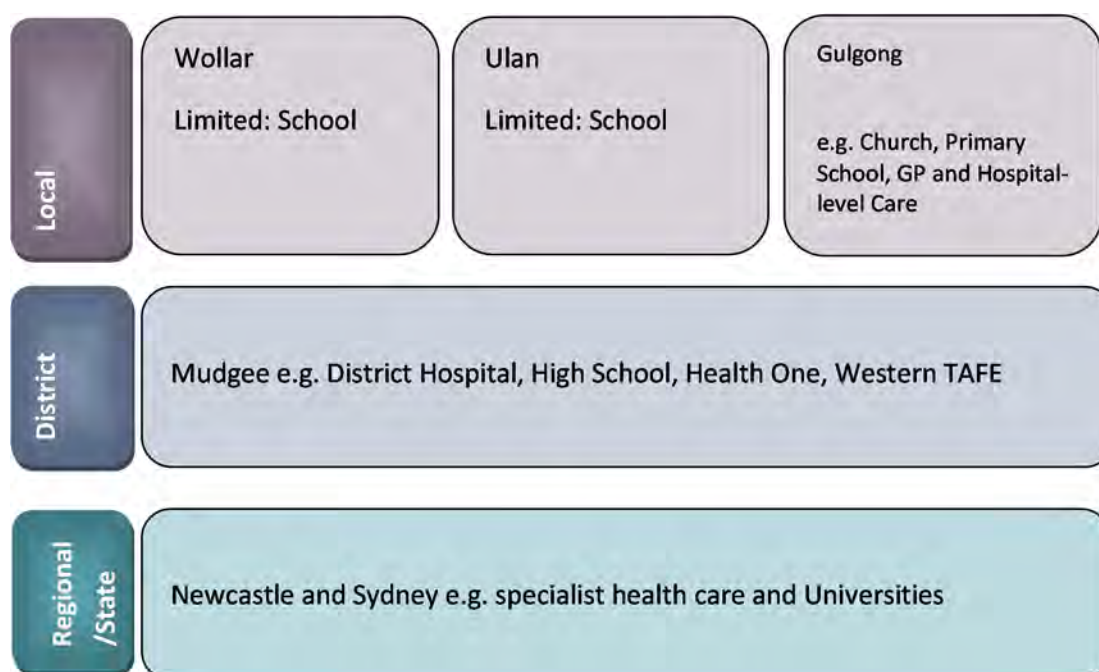 Local
Wollar
Limited: School
Ulan
Limited: School
Gulgong
e.g. Church, Primary
School, GP and Hospital-
level Care
District
Mudgee e.g. District Hospital, High School, Health One, Western TAFE
Regional
/State
Newcastle and Sydney e.g. specialist health care and Universities